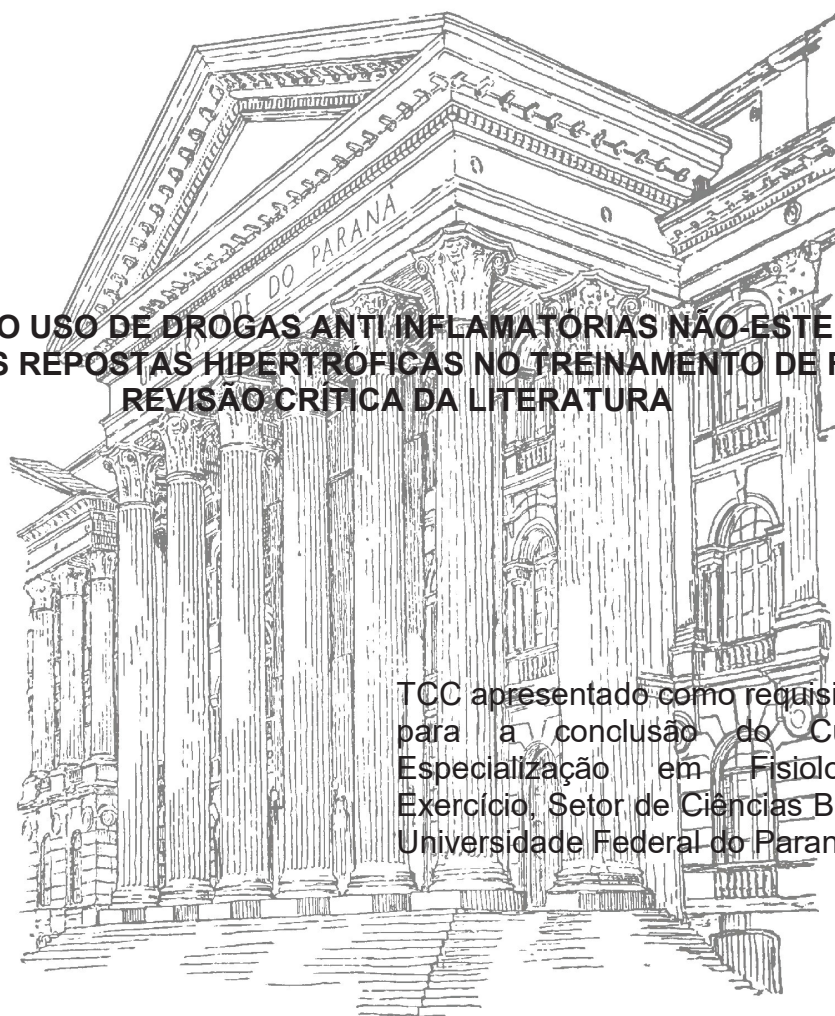 DE DO PARANÁ
O USO DE DROGAS ANTI INFLAMATÓRIAS NÃO-ESTE
S REPOSTAS HIPERTRÓFICAS NO TREINAMENTO DE F
REVISÃO CRÍTICA DA LITERATURA
TCC apresentado como requisi
para a conclusão do Cu
Especialização em Fisiolo
Exercício, Setor de Ciências B
Universidade Federal do Paran